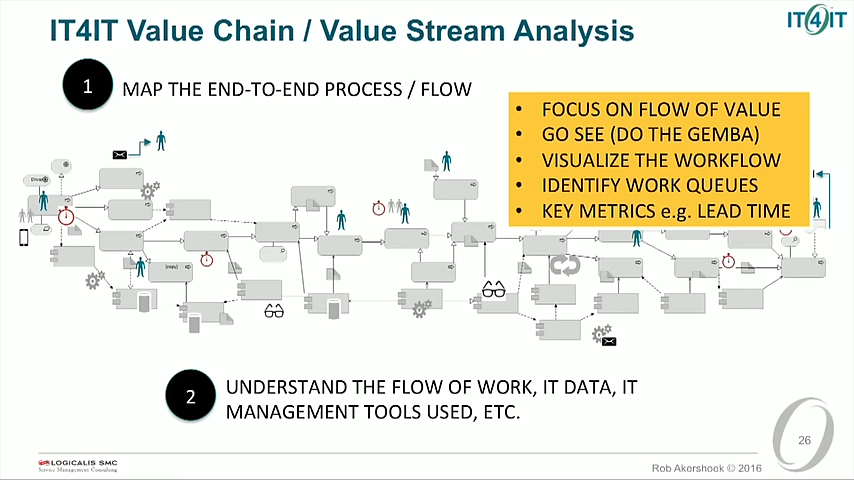 IT4IT Value Chain / Value Stream Analysis
IT4IT
1
MAP THE END-TO-END PROCESS / FLOW
• FOCUS ON FLOW OF VALUE
• GO SEE (DO THE GEMBA)
• VISUALIZE THE WORKFLOW
• IDENTIFY WORK QUEUES
• KEY METRICS e.g. LEAD TIME
2
UNDERSTAND THE FLOW OF WORK, IT DATA, IT
MANAGEMENT TOOLS USED, ETC.
26
LOGICALIS SMC
Service Management Consulting
Rob Akershoek © 2016